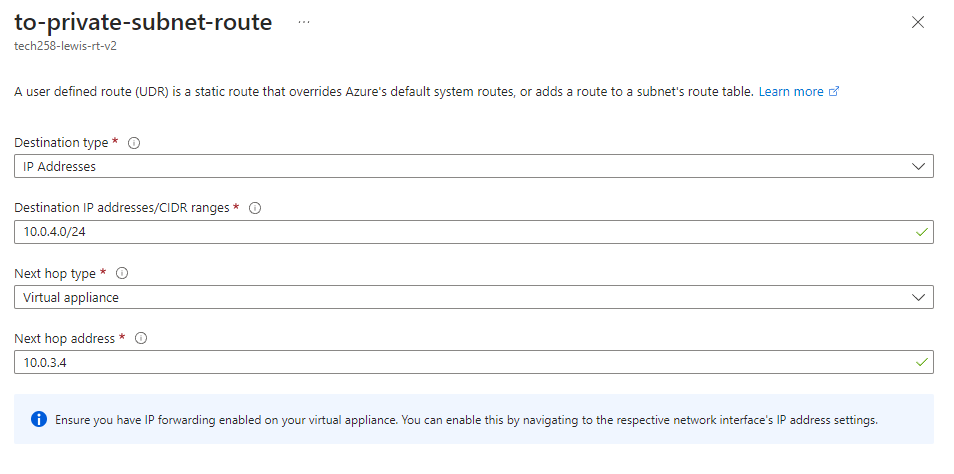 to-private-subnet-route ...
tech258-lewis-rt-v2
A user defined route (UDR) is a static route that overrides Azure's default system routes, or adds a route to a subnet's route table. Learn more
Destination type *
IP Addresses
Destination IP addresses/CIDR ranges *
10.0.4.0/24
Next hop type *
Virtual appliance
Next hop address *
10.0.3.4
Ensure you have IP forwarding enabled on your virtual appliance. You can enable this by navigating to the respective network interface's IP address settings.